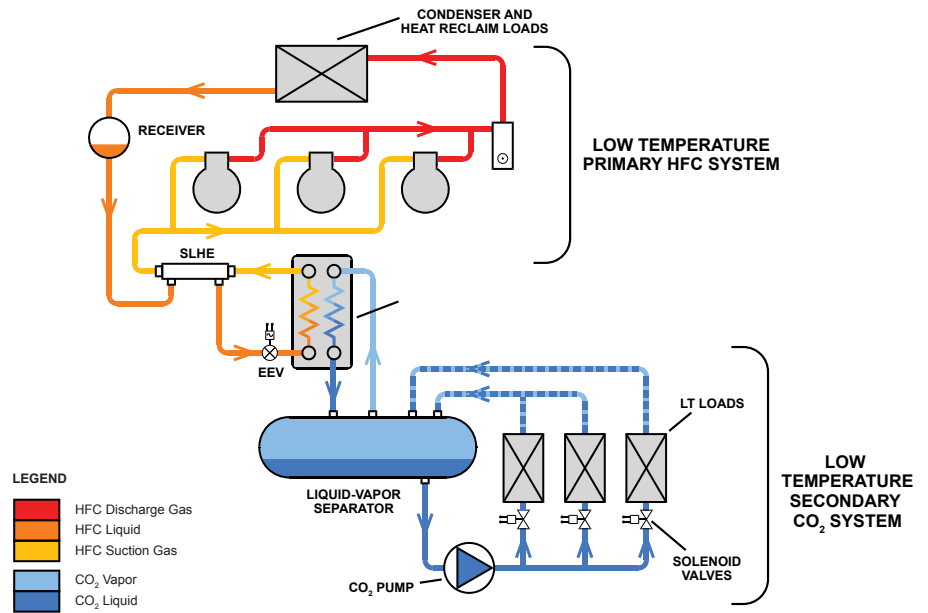 CONDENSER AND
HEAT RECLAIM LOADS
RECEIVER
LOW TEMPERATURE
PRIMARY HFC SYSTEM
SLHE
EEV
LT LOADS
LIQUID-VAPOR
SEPARATOR
LOW
TEMPERATURE
SECONDARY
CO₂ SYSTEM
SOLENOID
VALVES
CO₂ PUMP
LEGEND
HFC Discharge Gas
HFC Liquid
HFC Suction Gas
CO₂ Vapor
CO₂ Liquid